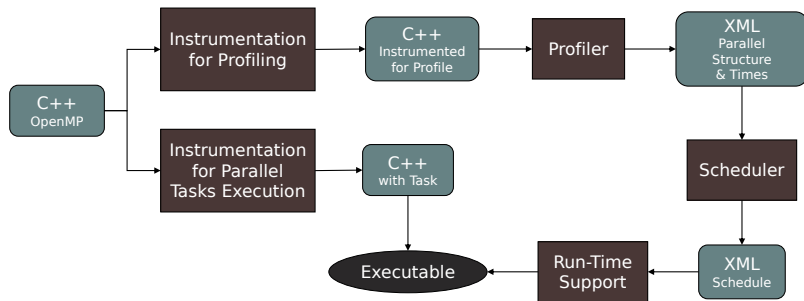 C++
OpenMP
Instrumentation
for Profiling
C++
Instrumented
for Profile
Profiler
XML
Parallel
Structure
& Times
Instrumentation
for Parallel
Tasks Execution
C++
with Task
Scheduler
Executable
Run-Time
Support
XML
Schedule